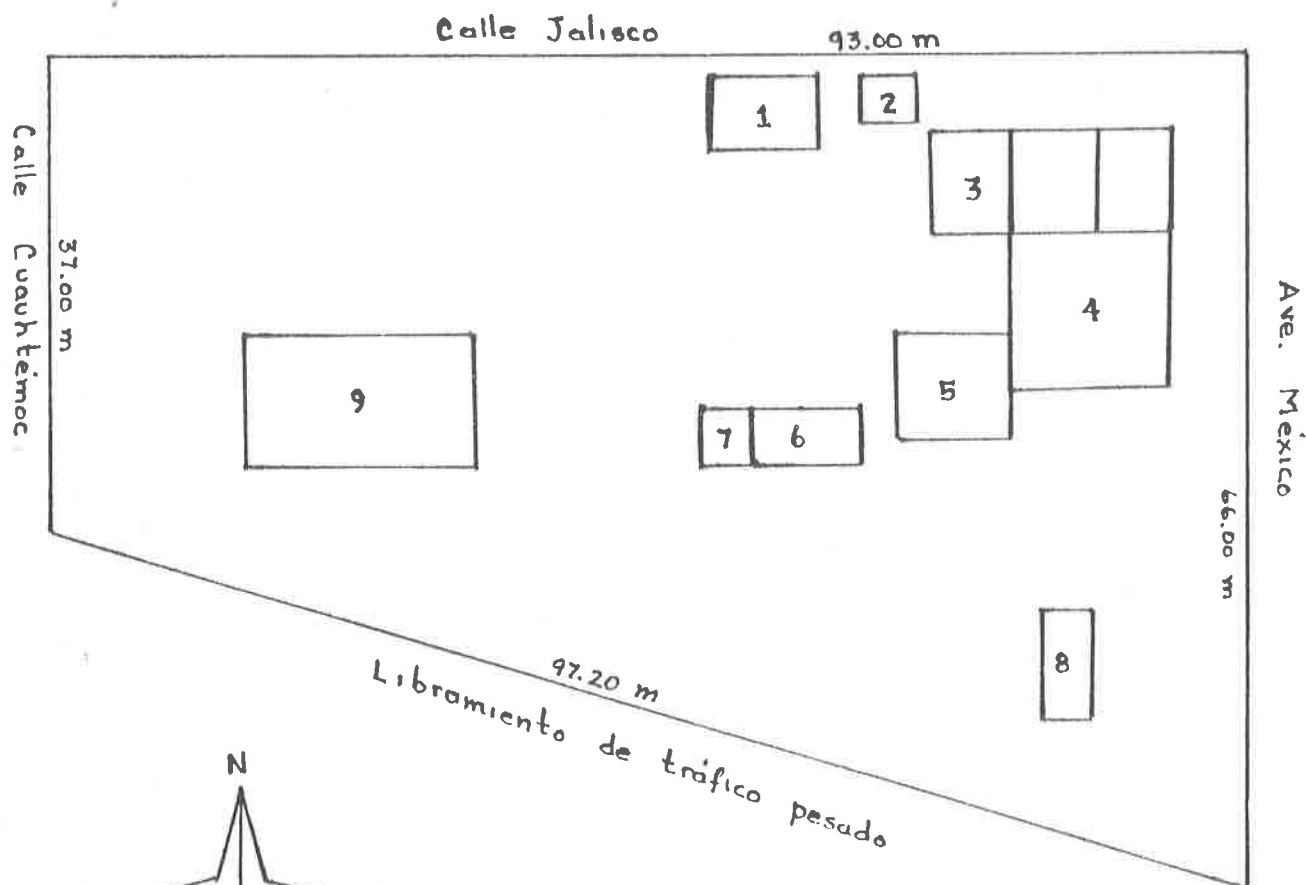 Calle Jalisco
93.00 m
Calle Cuauhtémoc
37.00 m
1
2
3
4
5
6
7
8
9
Ave. México
66.00 m
97.20 m
Libramiento de tráfico pesado
N